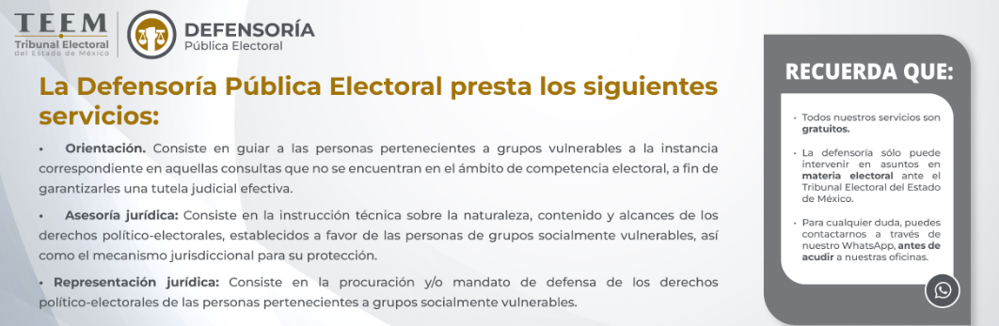 TEEM
Tribunal Electoral
del Estado de México
DEFENSORÍA
Pública Electoral
La Defensoría Pública Electoral presta los siguientes
servicios:
• Orientación. Consiste en guiar a las personas pertenecientes a grupos vulnerables a la instancia
correspondiente en aquellas consultas que no se encuentran en el ámbito de competencia electoral, a fin de
garantizarles una tutela judicial efectiva.
• Asesoría jurídica: Consiste en la instrucción técnica sobre la naturaleza, contenido y alcances de los
derechos político-electorales, establecidos a favor de las personas de grupos socialmente vulnerables, así
como el mecanismo jurisdiccional para su protección.
• Representación jurídica: Consiste en la procuración y/o mandato de defensa de los derechos
político-electorales de las personas pertenecientes a grupos socialmente vulnerables.
RECUERDA QUE:
• Todos nuestros servicios son
gratuitos.
• La defensoría sólo puede
intervenir en asuntos en
materia electoral ante el
Tribunal Electoral del Estado
de México.
• Para cualquier duda, puedes
contactarnos a través de
nuestro WhatsApp, antes de
acudir a nuestras oficinas.